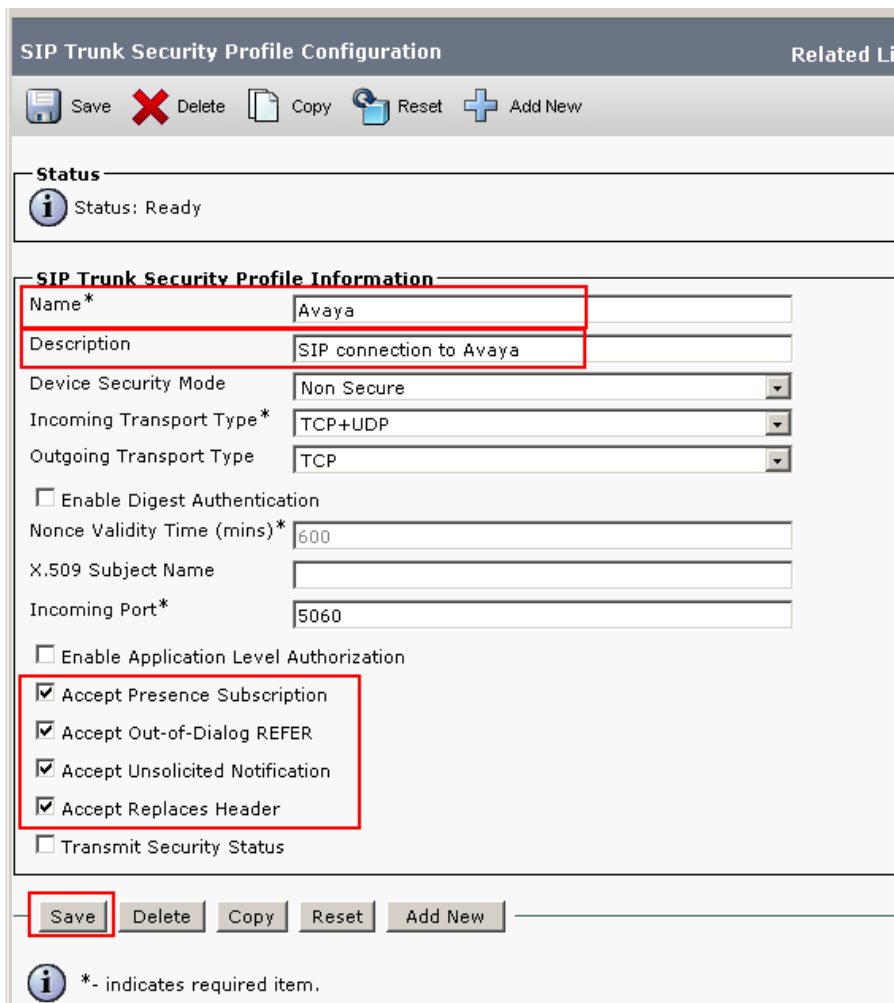 SIP Trunk Security Profile Configuration Related Li
Save Delete Copy Reset Add New
Status
Status: Ready
SIP Trunk Security Profile Information
Name* Avaya
Description SIP connection to Avaya
Device Security Mode Non Secure
Incoming Transport Type* TCP+UDP
Outgoing Transport Type TCP
Enable Digest Authentication
Nonce Validity Time (mins)* 600
X.509 Subject Name
Incoming Port* 5060
Enable Application Level Authorization
Accept Presence Subscription
Accept Out-of-Dialog REFER
Accept Unsolicited Notification
Accept Replaces Header
Transmit Security Status
Save Delete Copy Reset Add New
*- indicates required item.